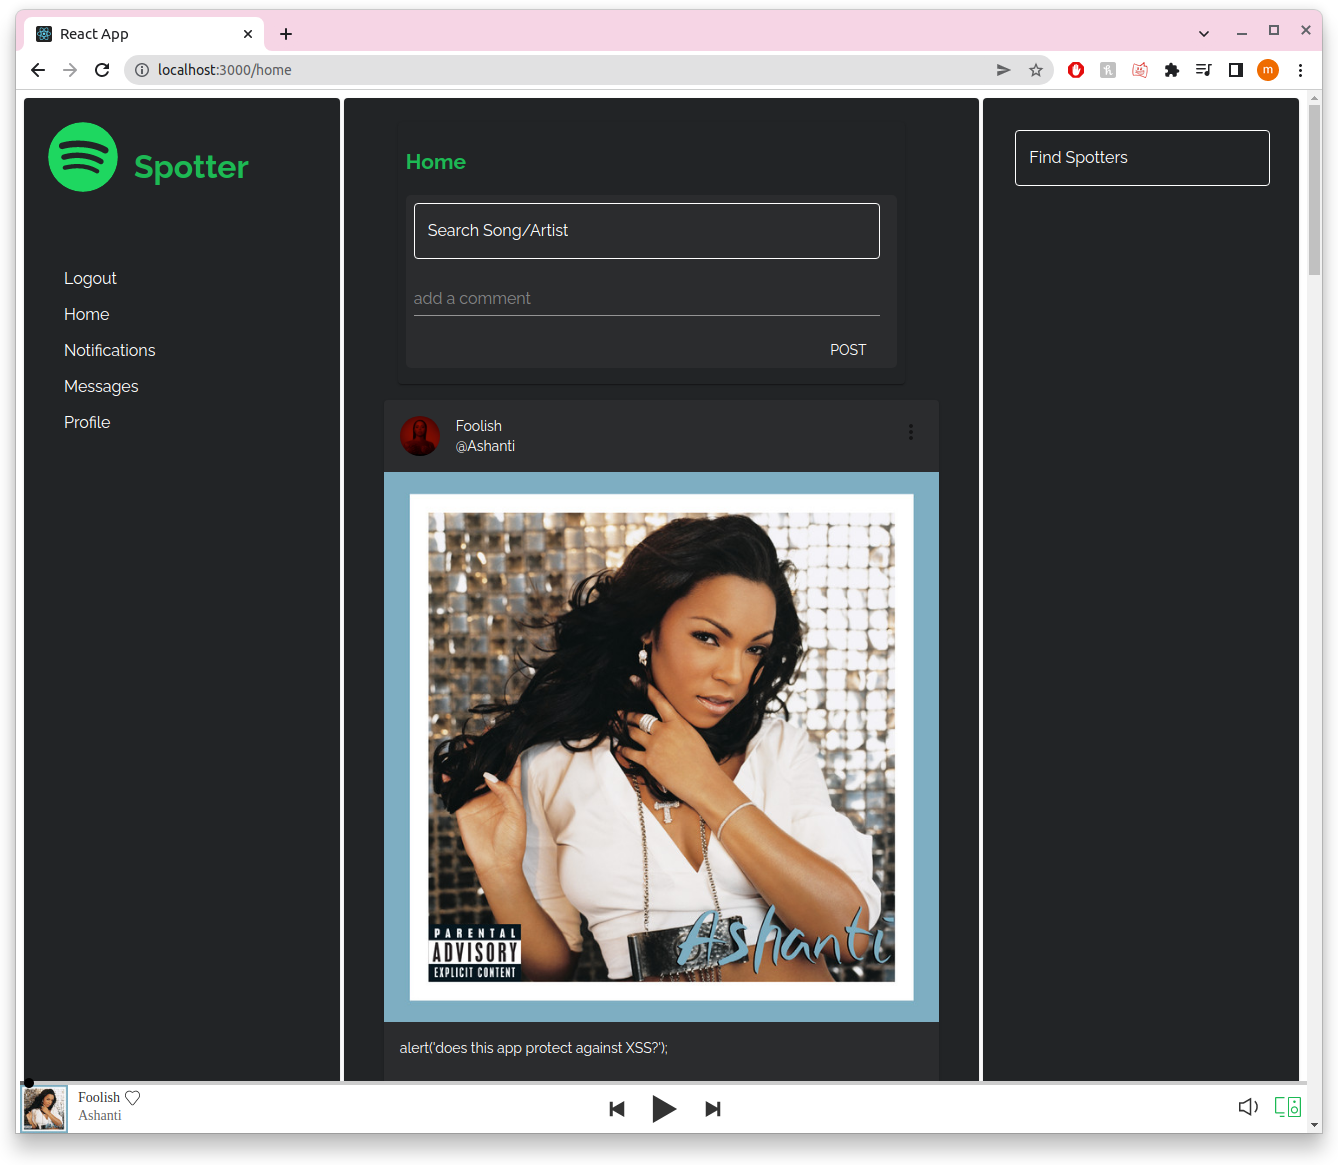 React App
localhost:3000/home
m
Spotter
Logout
Home
Notifications
Messages
Profile
Home
Search Song/Artist
add a comment
POST
Foolish
@Ashanti
PARENTAL
ADVISORY
EXPLICIT CONTENT
Ashanti
alert('does this app protect against XSS?');
Find Spotters
Foolish
Ashanti